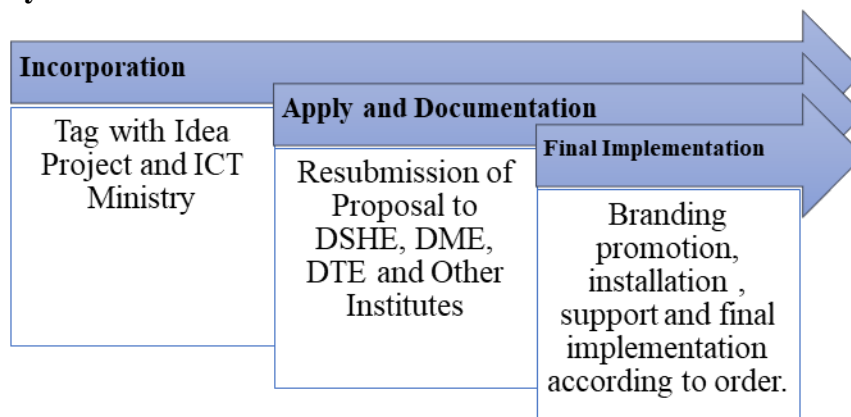 Incorporation
Tag with Idea
Project and ICT
Ministry
Apply and Documentation
Resubmission of
Proposal to
DSHE, DME,
DTE and Other
Institutes
Final Implementation
Branding
promotion,
installation ,
support and final
implementation
according to order.